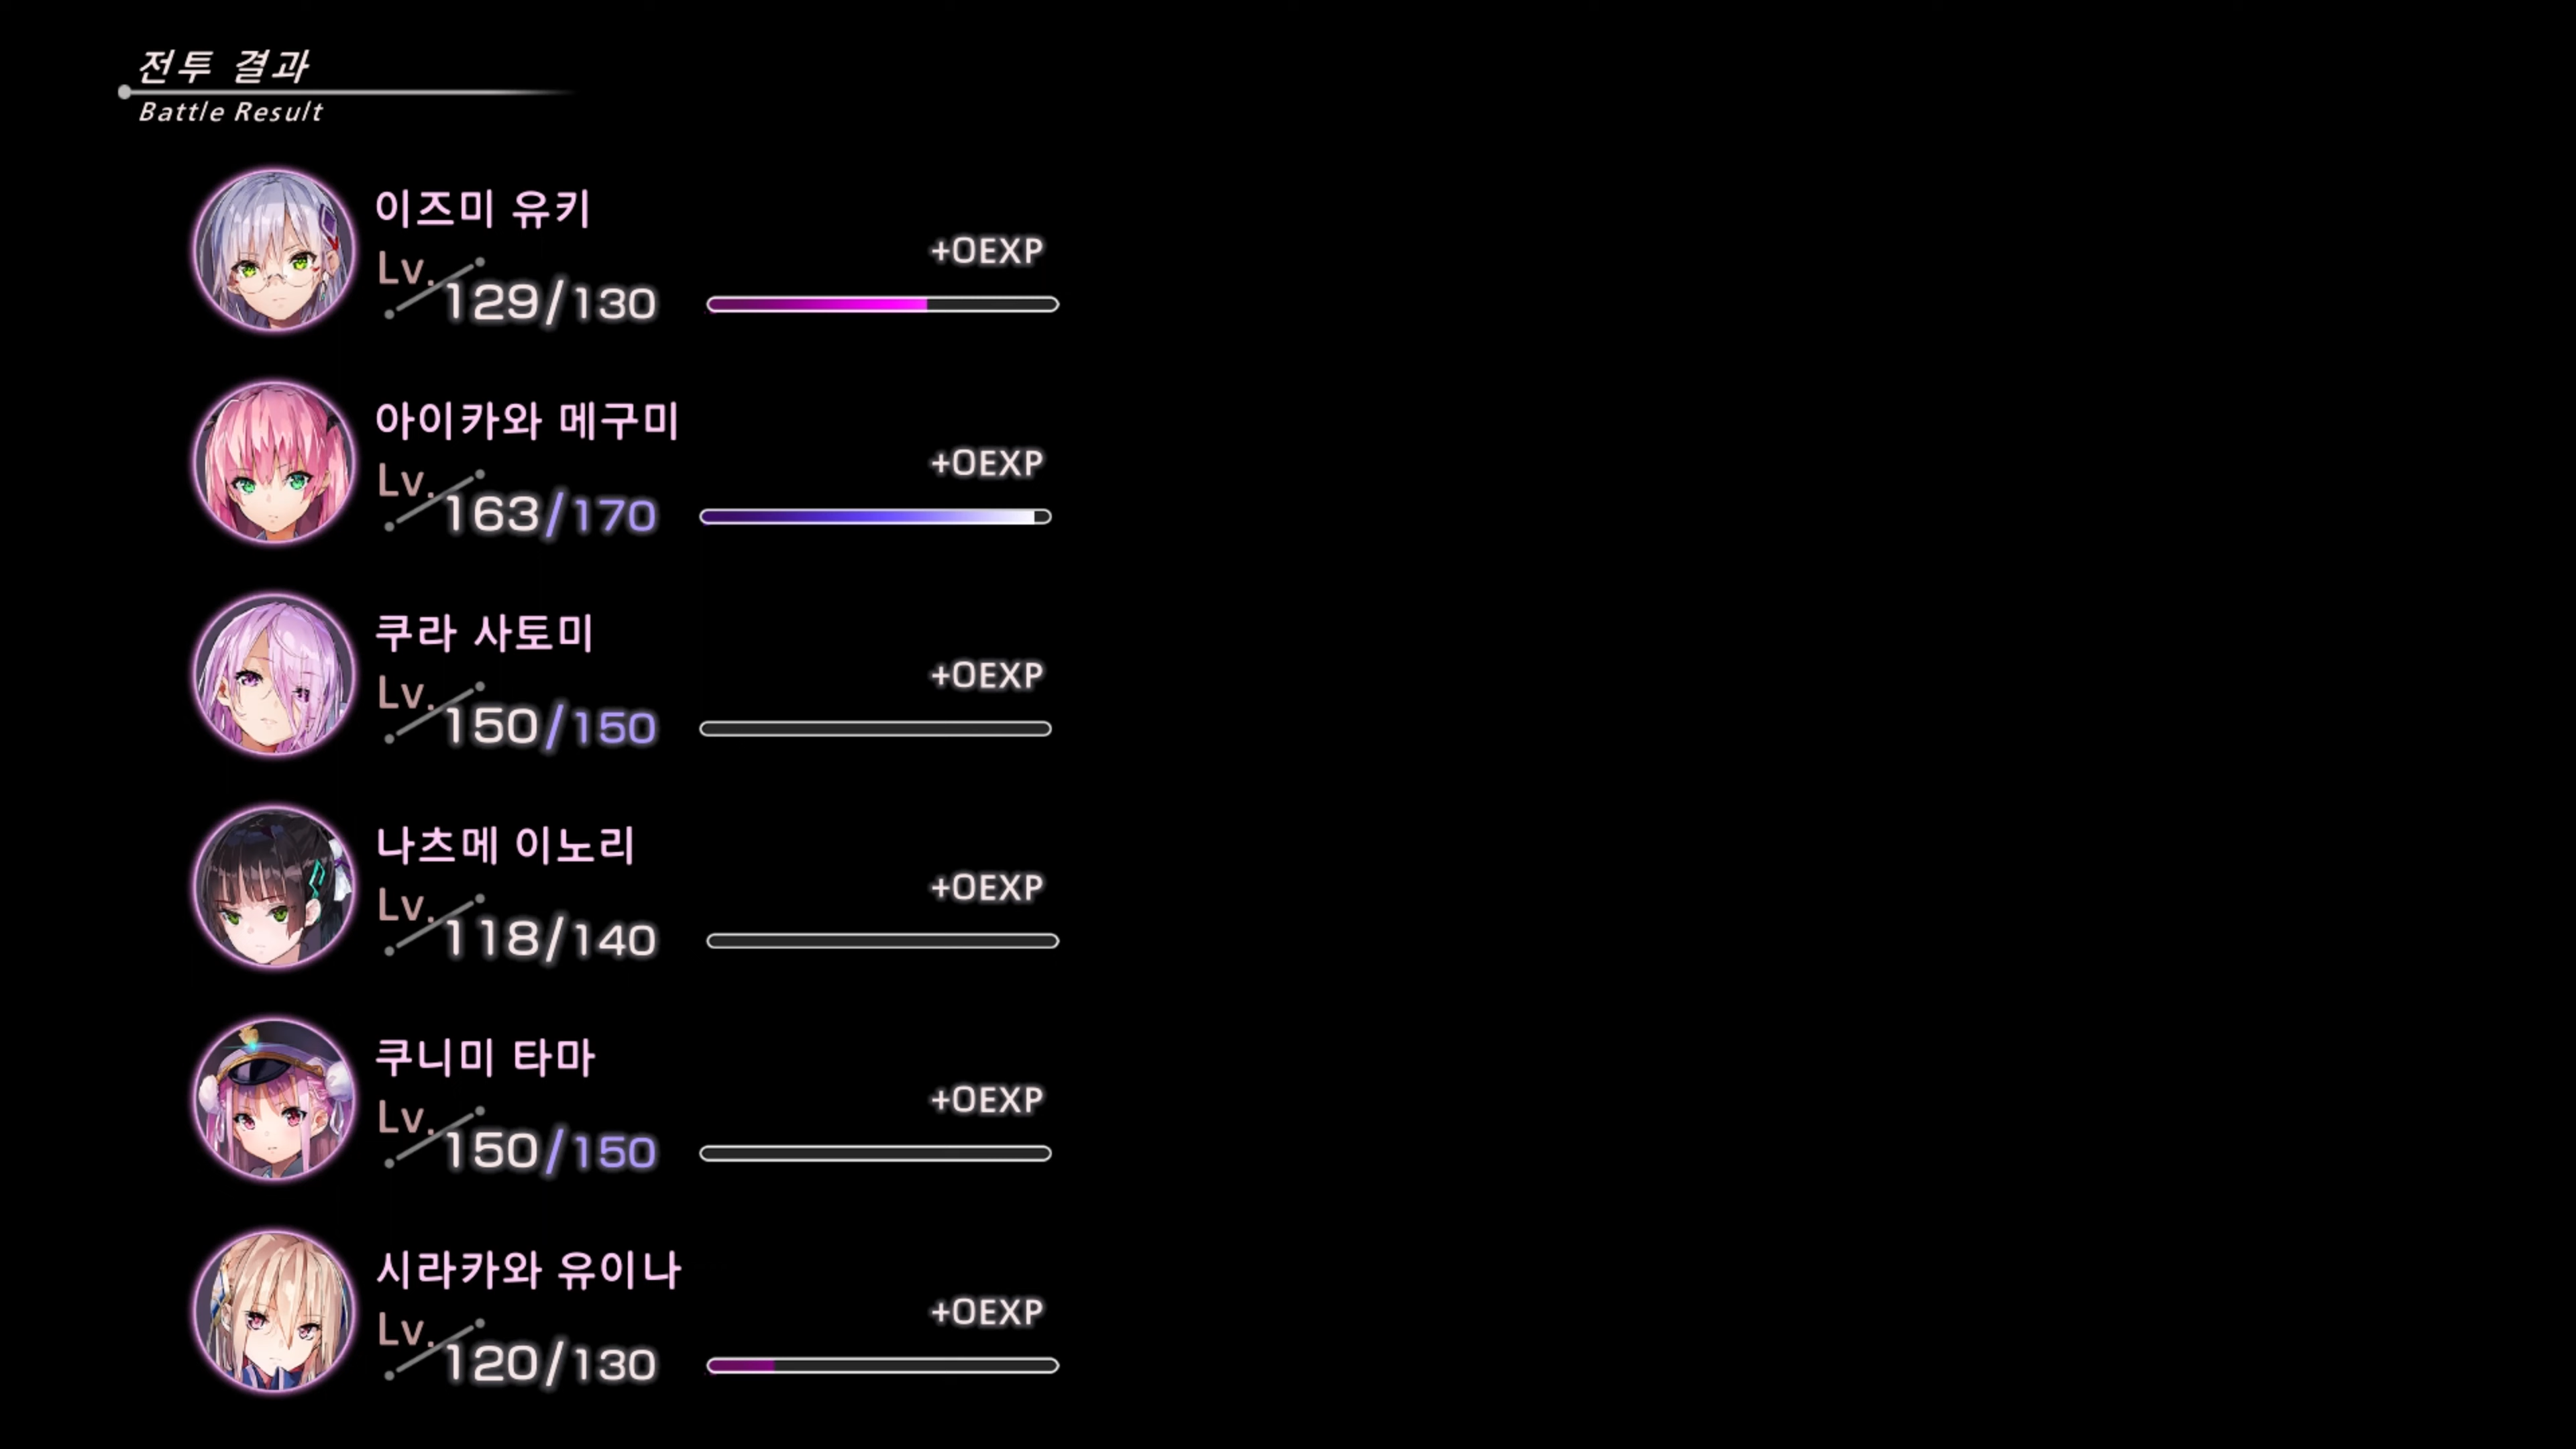 전투 결과
Battle Result
이즈미 유키
+0EXP
Lv. 129/130
아이카와 메구미
+0EXP
Lv. 163/170
쿠라 사토미
+0EXP
Lv. 150/150
나츠메 이노리
+0EXP
Lv. 118/140
쿠니미 타마
+0EXP
Lv. 150/150
시라카와 유이나
+0EXP
Lv. 120/130